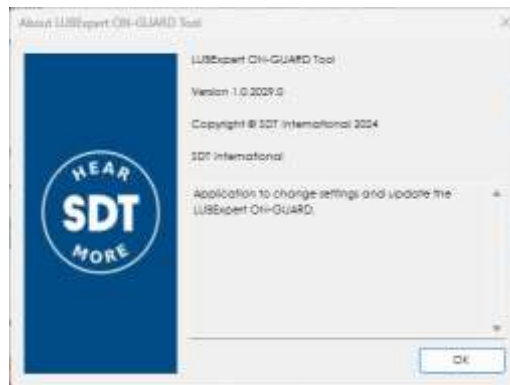 About LUBExpert ON-GUARD Tool
LUBExpert ON-GUARD Tool
Version 1.0.2029.0
Copyright © SDT International 2024
SDT International
Application to change settings and update the
LUBExpert ON-GUARD.
HEAR
SDT
MORE
OK